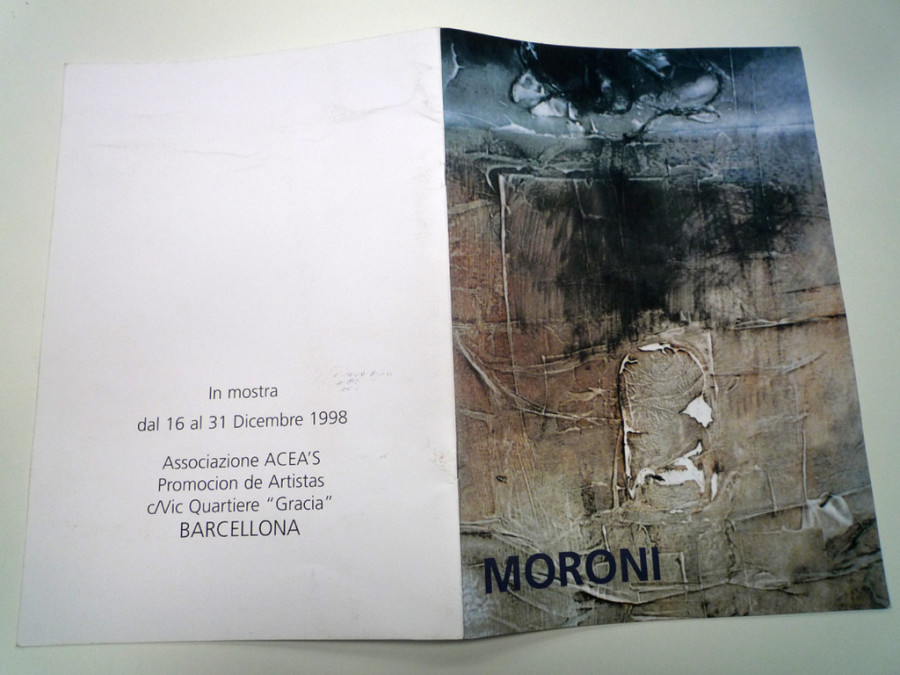 In mostra
dal 16 al 31 Dicembre 1998
Associazione ACEA'S
Promocion de Artistas
c/Vic Quartiere "Gracia"
BARCELLONA
MORONI